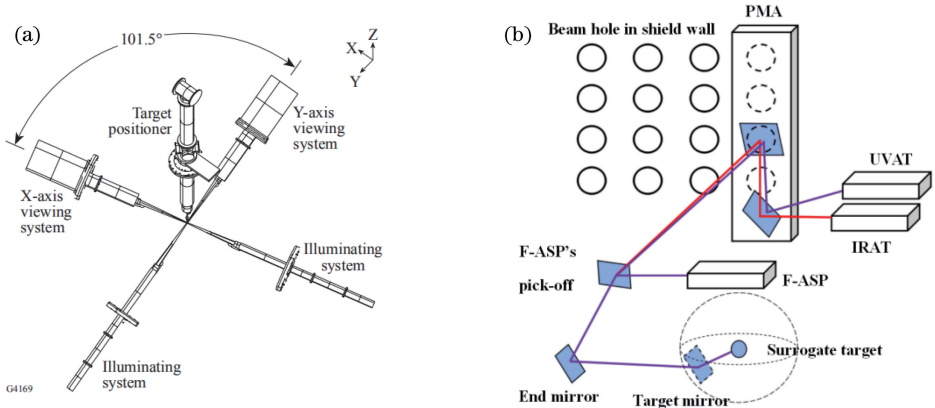 (a)
101.5°
X
Z
Y
Target
positioner
Y-axis
viewing
system
X-axis
viewing
system
Illuminating
system
Illuminating
system
G4169
(b)
PMA
Beam hole in shield wall
UVAT
IRAT
F-ASP's
pick-off
F-ASP
Surrogate target
End mirror
Target mirror